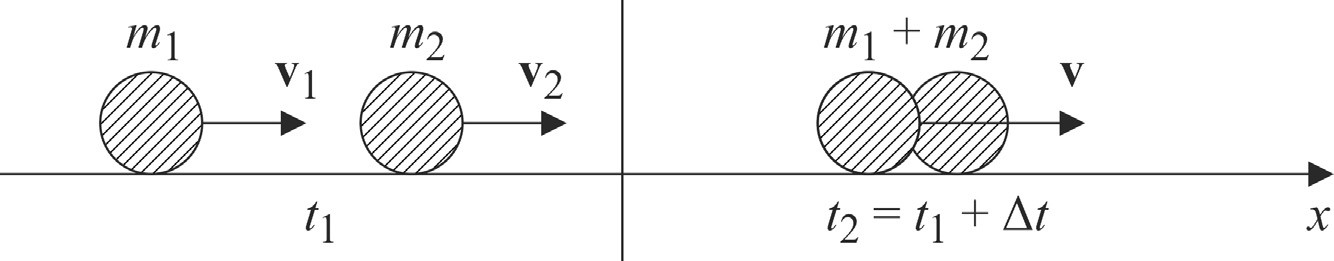 m₁ m₂ m₁ + m₂
v₁ v₂ v
t₁ t₂ = t₁ + Δt x